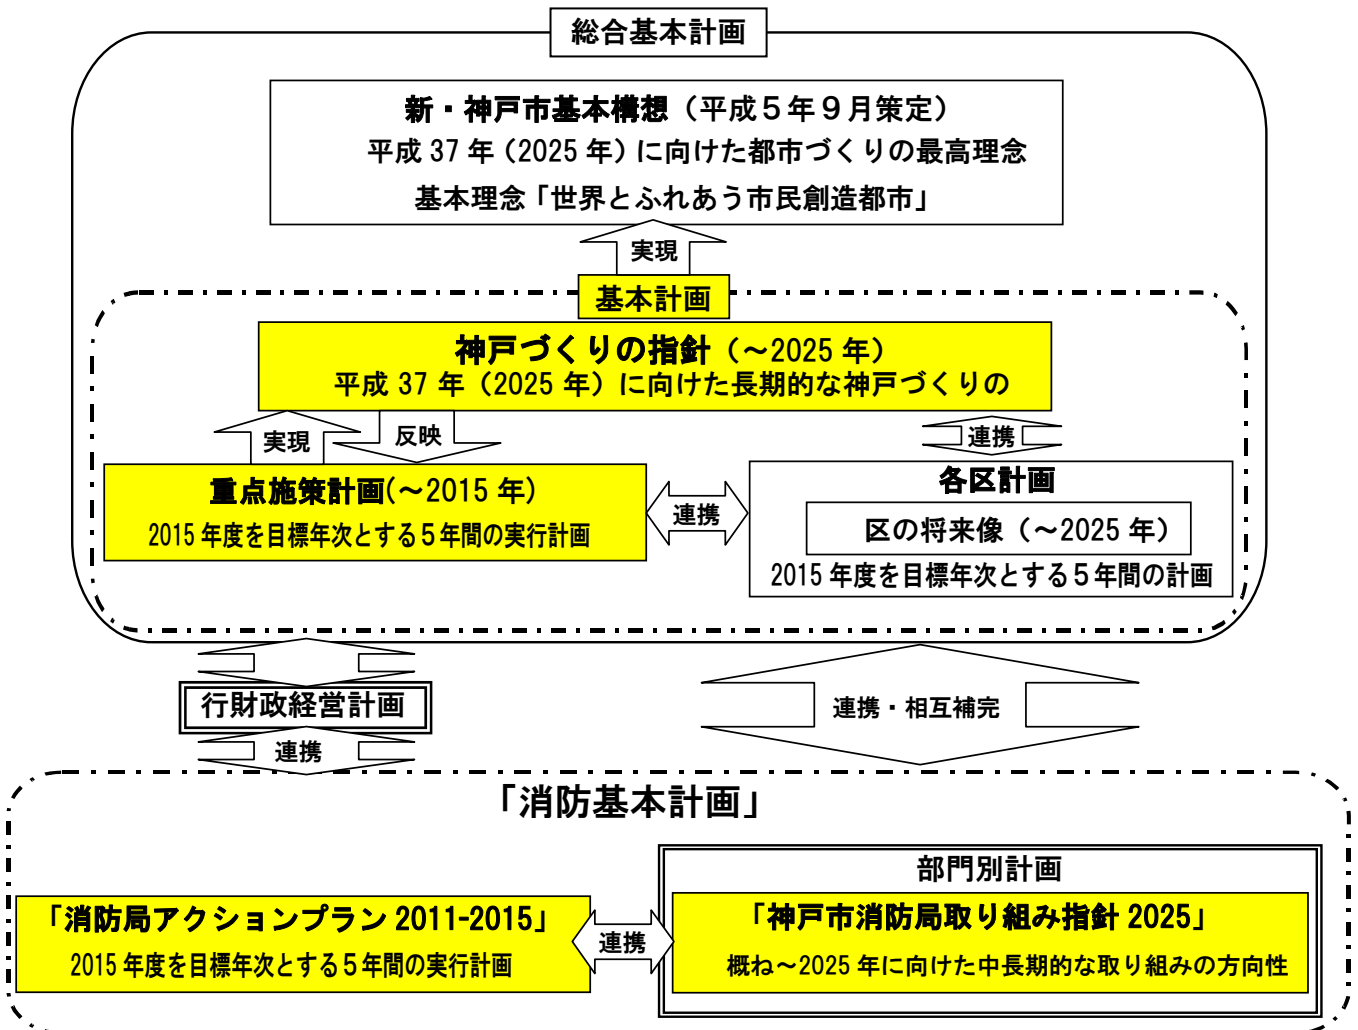 総合基本計画
新・神戸市基本構想（平成５年９月策定）
平成 37 年（2025 年）に向けた都市づくりの最高理念
基本理念「世界とふれあう市民創造都市」
実現
基本計画
神戸づくりの指針（～2025 年）
平成 37 年（2025 年）に向けた長期的な神戸づくりの
実現
反映
連携
重点施策計画(～2015 年)
2015 年度を目標年次とする５年間の実行計画
連携
各区計画
区の将来像（～2025 年）
2015 年度を目標年次とする５年間の計画
行財政経営計画
連携
連携・相互補完
「消防基本計画」
部門別計画
「消防局アクションプラン 2011-2015」
2015 年度を目標年次とする５年間の実行計画
連携
「神戸市消防局取り組み指針 2025」
概ね～2025 年に向けた中長期的な取り組みの方向性